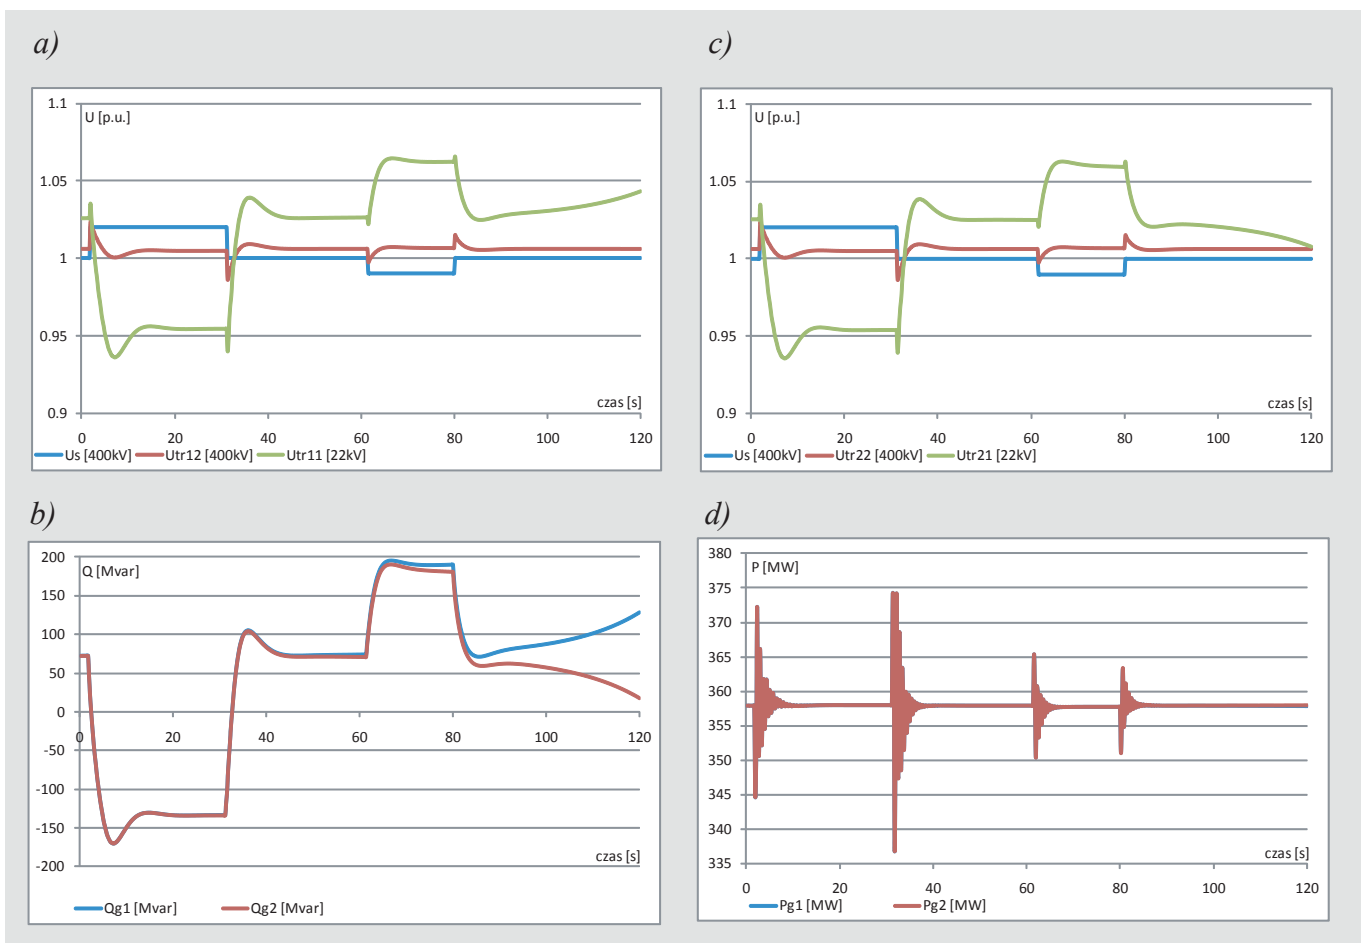 a)
U [p.u.]
1.1
1.05
1
0.95
0.9
0 20 40 60 80 100 120
czas [s]
Us [400kV] Utr12 [400kV] Utr11 [22kV]
c)
U [p.u.]
1.1
1.05
1
0.95
0.9
0 20 40 60 80 100 120
czas [s]
Us [400kV] Utr22 [400kV] Utr21 [22kV]
b)
Q [Mvar]
200
150
100
50
0
-50
-100
-150
-200
0 20 40 60 80 100 120
czas [s]
Qg1 [Mvar] Qg2 [Mvar]
d)
P [MW]
380
375
370
365
360
355
350
345
340
335
0 20 40 60 80 100 120
czas [s]
Pg1 [MW] Pg2 [MW]